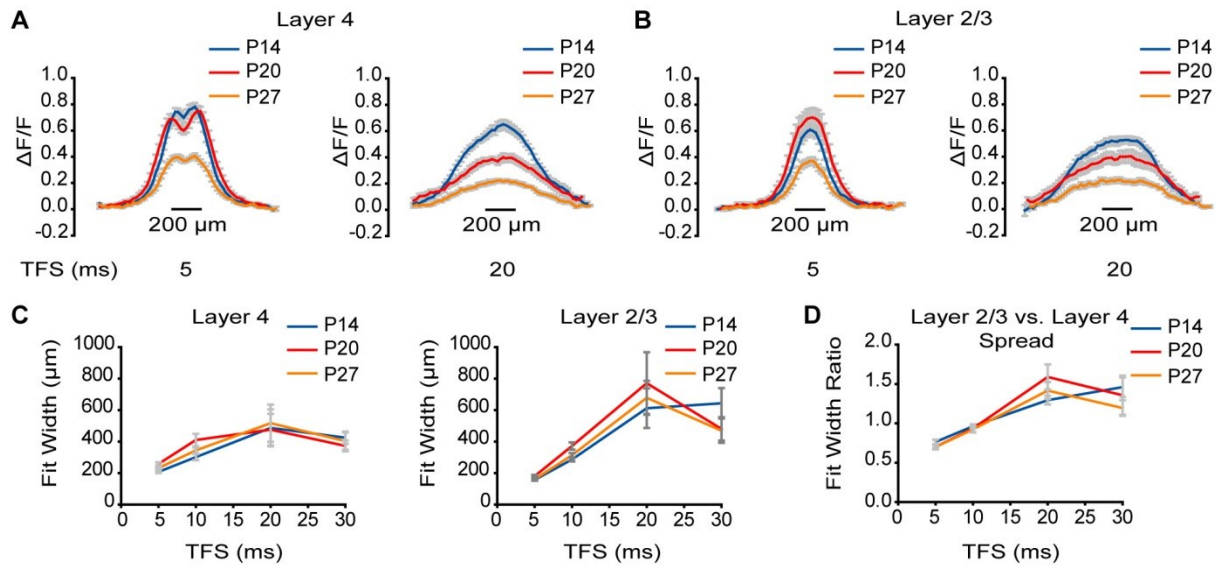 A
Layer 4
P14
P20
P27
P14
P20
P27
1.0
0.8
0.6
0.4
0.2
0.0
-0.2
ΔF/F
200 µm
1.0
0.8
0.6
0.4
0.2
0.0
-0.2
ΔF/F
200 µm
B
Layer 2/3
P14
P20
P27
P14
P20
P27
1.0
0.8
0.6
0.4
0.2
0.0
-0.2
ΔF/F
200 µm
1.0
0.8
0.6
0.4
0.2
0.0
-0.2
ΔF/F
200 µm
TFS (ms) 5 20 5 20
C
Layer 4
P14
P20
P27
1000
800
600
400
200
0
Fit Width (µm)
0 5 10 15 20 25 30
TFS (ms)
Layer 2/3
P14
P20
P27
1000
800
600
400
200
0
Fit Width (µm)
0 5 10 15 20 25 30
TFS (ms)
D
Layer 2/3 vs. Layer 4
Spread
P14
P20
P27
2.0
1.5
1.0
0.5
0.0
Fit Width Ratio
0 5 10 15 20 25 30
TFS (ms)